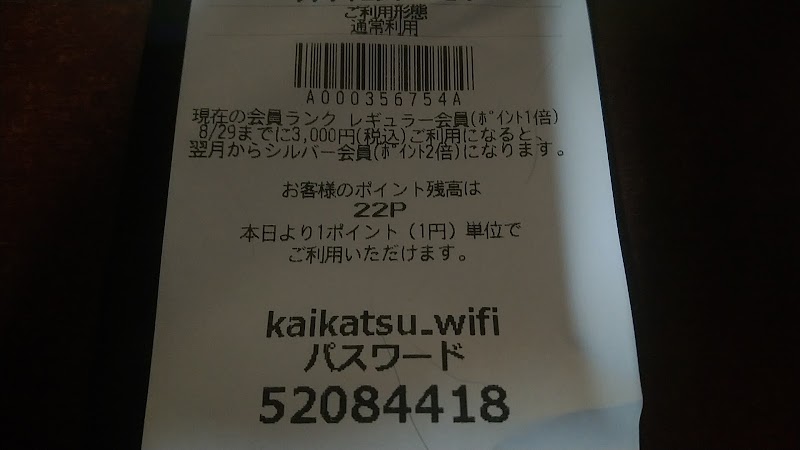 ご利用形態
通常利用
A000356754A
現在の会員ランク レギュラー会員(ﾎﾟｲﾝﾄ1倍)
8/29までに3,000円(税込)ご利用になると、
翌月からシルバー会員(ﾎﾟｲﾝﾄ2倍)になります。
お客様のポイント残高は
22P
本日より1ポイント（1円）単位で
ご利用いただけます。
kaikatsu_wifi
パスワード
52084418